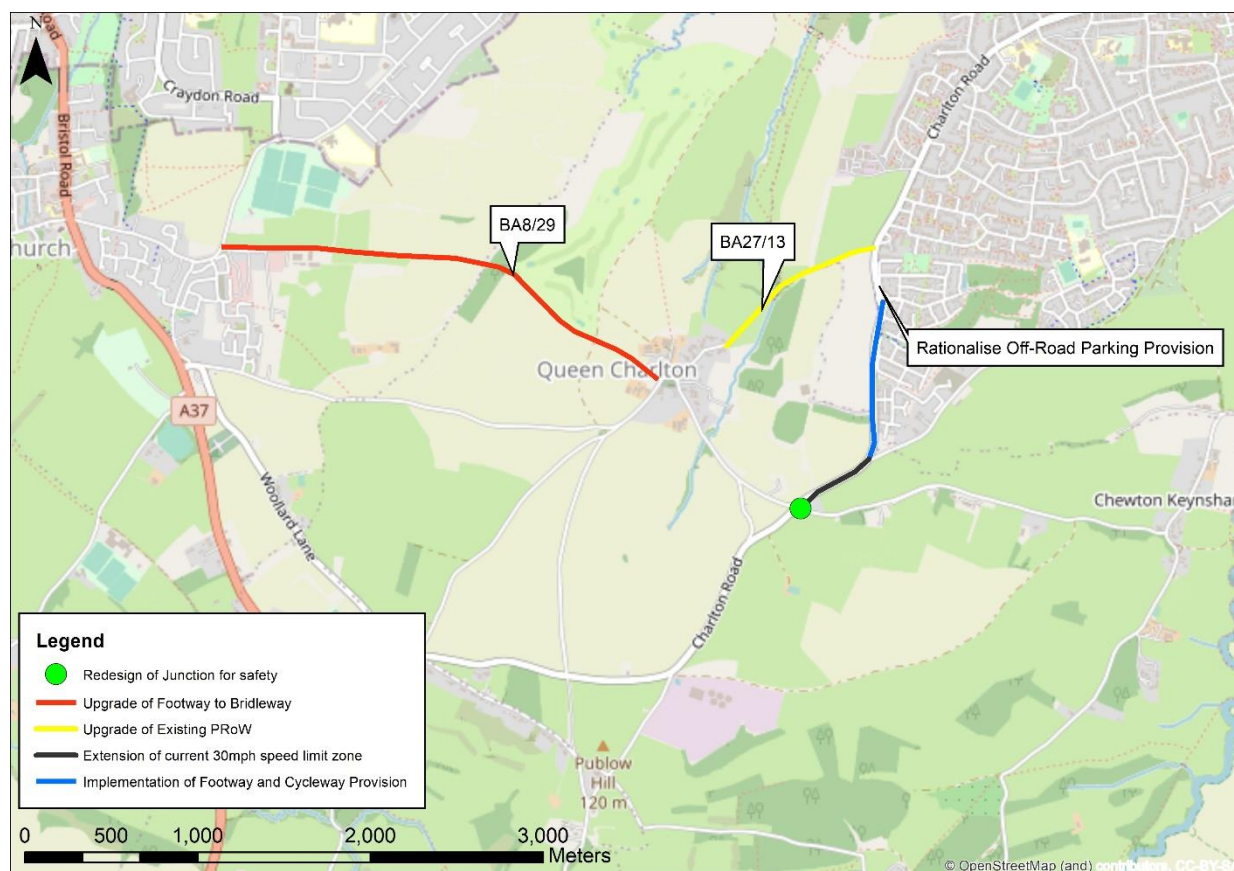 N
Road
Craydon Road
Bristol Road
Charlton Road
BA8/29
BA27/13
hurch
Rationalise Off-Road Parking Provision
Queen Charlton
A37
Woollard Lane
Chewton Keynsha
Charlton Road
Legend
Redesign of Junction for safety
Upgrade of Footway to Bridleway
Upgrade of Existing PRoW
Extension of current 30mph speed limit zone
Implementation of Footway and Cycleway Provision
Publow
Hill
120 m
0 500 1,000 2,000 3,000
Meters
© OpenStreetMap (and) contributors, CC-BY-S